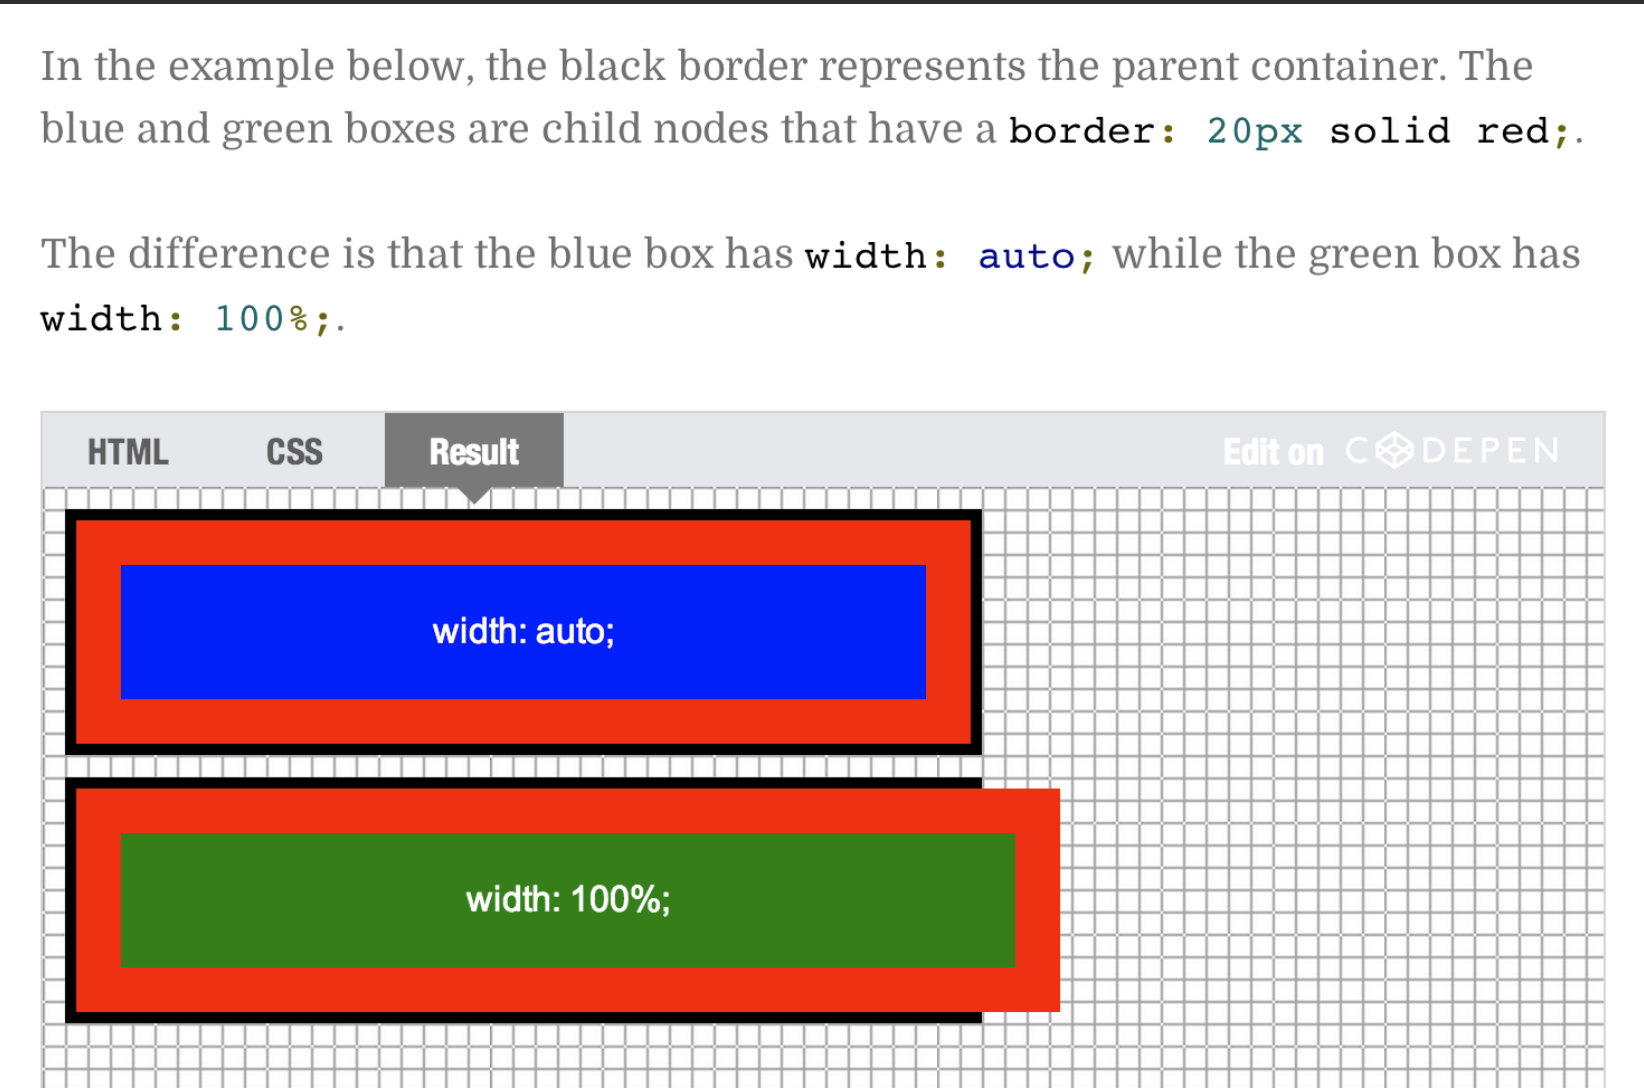 In the example below, the black border represents the parent container. The
blue and green boxes are child nodes that have a border: 20px solid red;.
The difference is that the blue box has width: auto; while the green box has
width: 100%;.
HTML CSS Result Edit on CODEPEN
width: auto;
width: 100%;